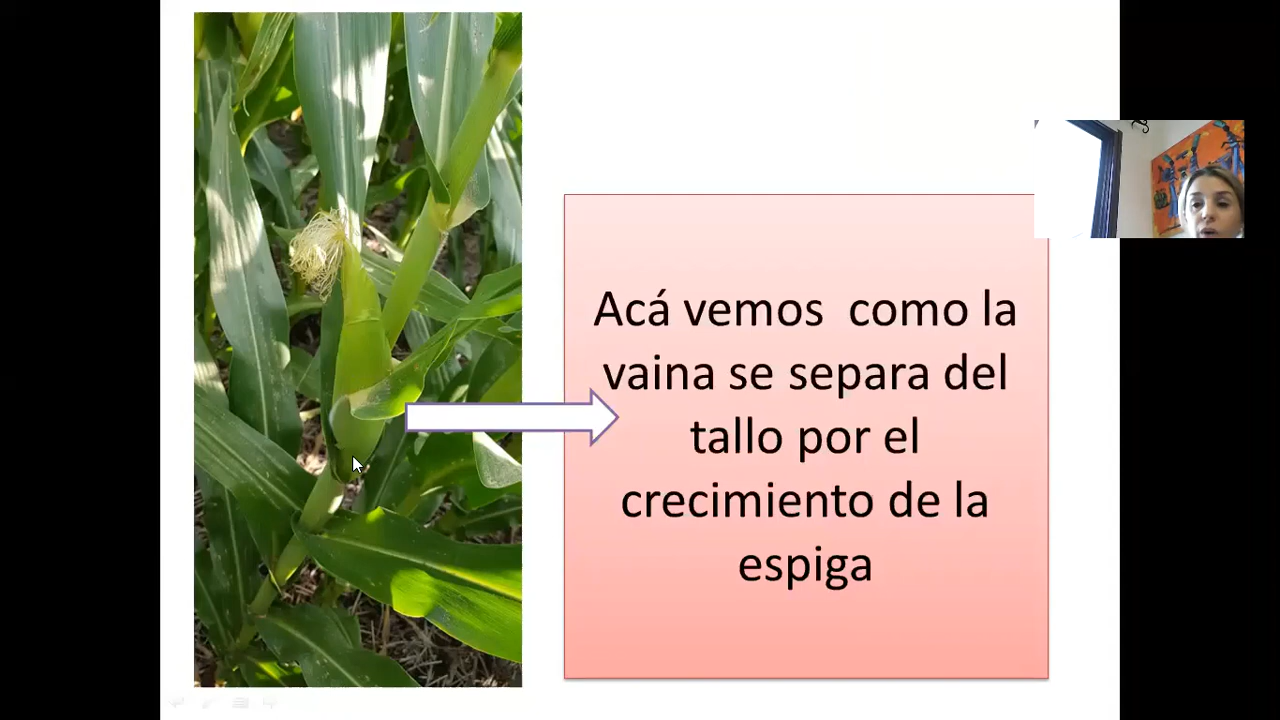 Acá vemos  como la
vaina se separa del
tallo por el
crecimiento de la
espiga